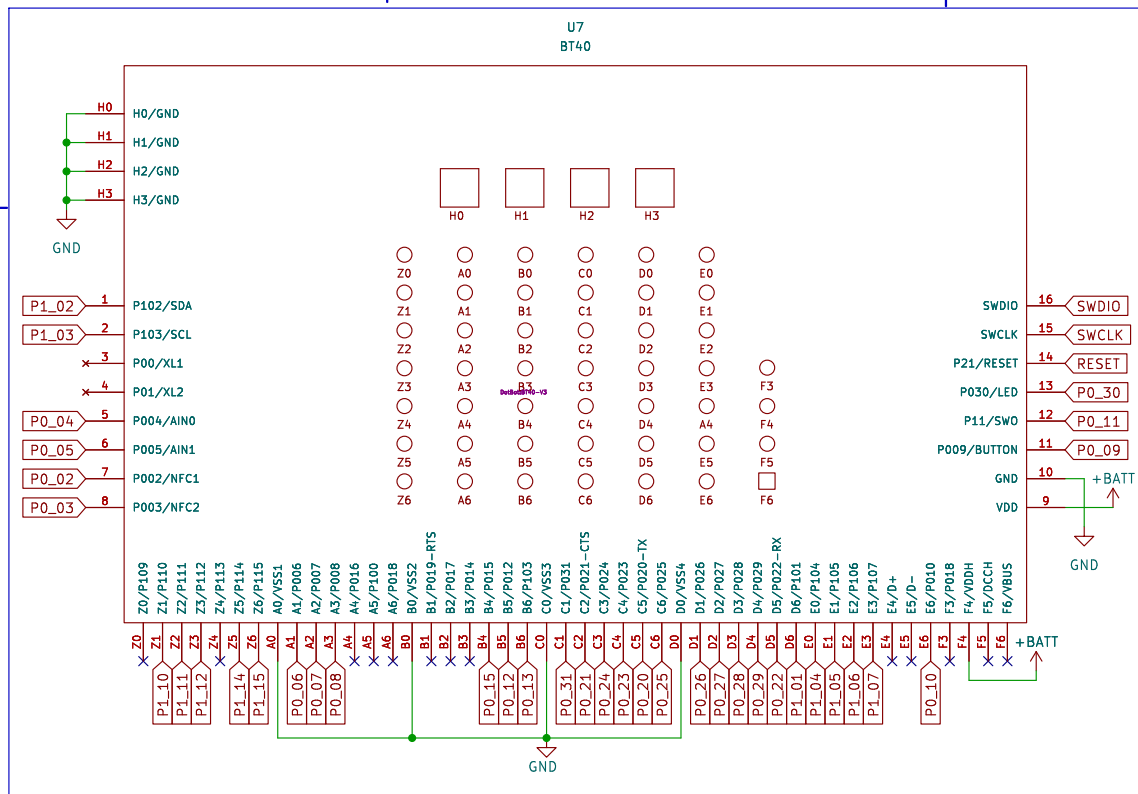 U7
BT40
H0 H0/GND
H1 H1/GND
H2 H2/GND
H3 H3/GND
GND
H0 H1 H2 H3
Z0 A0 B0 C0 D0 E0
Z1 A1 B1 C1 D1 E1
Z2 A2 B2 C2 D2 E2
Z3 A3 B3 C3 D3 E3 F3
DotBotBT40-V3
Z4 A4 B4 C4 D4 A4 F4
Z5 A5 B5 C5 D5 E5 F5
Z6 A6 B6 C6 D6 E6 F6
P1_02 1 P102/SDA
P1_03 2 P103/SCL
3 P00/XL1
4 P01/XL2
P0_04 5 P004/AIN0
P0_05 6 P005/AIN1
P0_02 7 P002/NFC1
P0_03 8 P003/NFC2
SWDIO 16 SWDIO
SWCLK 15 SWCLK
P21/RESET 14 RESET
P030/LED 13 P0_30
P11/SWO 12 P0_11
P009/BUTTON 11 P0_09
GND 10
+BATT
VDD 9
GND
Z0/P109 Z0
Z1/P110 Z1 P1_10
Z2/P111 Z2 P1_11
Z3/P112 Z3 P1_12
Z4/P113 Z4
Z5/P114 Z5 P1_14
Z6/P115 Z6 P1_15
A0/VSS1 A0
A1/P006 A1 P0_06
A2/P007 A2 P0_07
A3/P008 A3 P0_08
A4/P016 A4
A5/P100 A5
A6/P018 A6
B0/VSS2 B0
B1/P019-RTS B1
B2/P017 B2
B3/P014 B3
B4/P015 B4 P0_15
B5/P012 B5 P0_12
B6/P103 B6 P0_13
C0/VSS3 C0
C1/P031 C1 P0_31
C2/P021-CTS C2 P0_21
C3/P024 C3 P0_24
C4/P023 C4 P0_23
C5/P020-TX C5 P0_20
C6/P025 C6 P0_25
D0/VSS4 D0
D1/P026 D1 P0_26
D2/P027 D2 P0_27
D3/P028 D3 P0_28
D4/P029 D4 P0_29
D5/P022-RX D5 P0_22
D6/P101 D6 P1_01
E0/P104 E0 P1_04
E1/P105 E1 P1_05
E2/P106 E2 P1_06
E3/P107 E3 P1_07
E4/D+ E4
E5/D- E5
E6/P010 E6 P0_10
F3/P018 F3
F4/VDDH F4
F5/DCCH F5
F6/VBUS F6
+BATT
GND